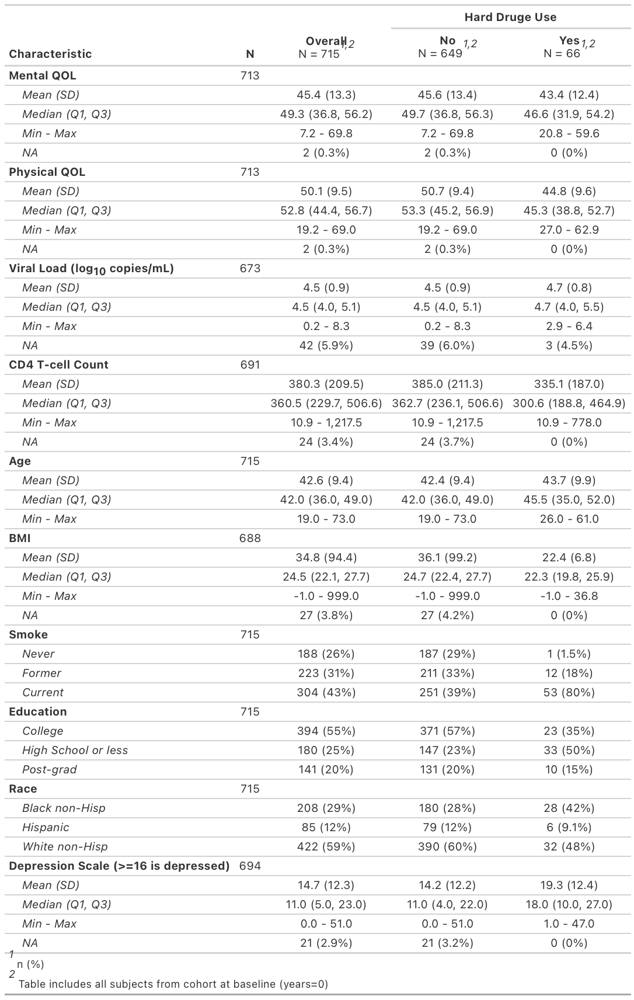 Hard Druge Use
Characteristic N Overall N = 715 1,2 No N = 649 1,2 Yes N = 66 1,2
Mental QOL 713
Mean (SD) 45.4 (13.3) 45.6 (13.4) 43.4 (12.4)
Median (Q1, Q3) 49.3 (36.8, 56.2) 49.7 (36.8, 56.3) 46.6 (31.9, 54.2)
Min - Max 7.2 - 69.8 7.2 - 69.8 20.8 - 59.6
NA 2 (0.3%) 2 (0.3%) 0 (0%)
Physical QOL 713
Mean (SD) 50.1 (9.5) 50.7 (9.4) 44.8 (9.6)
Median (Q1, Q3) 52.8 (44.4, 56.7) 53.3 (45.2, 56.9) 45.3 (38.8, 52.7)
Min - Max 19.2 - 69.0 19.2 - 69.0 27.0 - 62.9
NA 2 (0.3%) 2 (0.3%) 0 (0%)
Viral Load (log10 copies/mL) 673
Mean (SD) 4.5 (0.9) 4.5 (0.9) 4.7 (0.8)
Median (Q1, Q3) 4.5 (4.0, 5.1) 4.5 (4.0, 5.1) 4.7 (4.0, 5.5)
Min - Max 0.2 - 8.3 0.2 - 8.3 2.9 - 6.4
NA 42 (5.9%) 39 (6.0%) 3 (4.5%)
CD4 T-cell Count 691
Mean (SD) 380.3 (209.5) 385.0 (211.3) 335.1 (187.0)
Median (Q1, Q3) 360.5 (229.7, 506.6) 362.7 (236.1, 506.6) 300.6 (188.8, 464.9)
Min - Max 10.9 - 1,217.5 10.9 - 1,217.5 10.9 - 778.0
NA 24 (3.4%) 24 (3.7%) 0 (0%)
Age 715
Mean (SD) 42.6 (9.4) 42.4 (9.4) 43.7 (9.9)
Median (Q1, Q3) 42.0 (36.0, 49.0) 42.0 (36.0, 49.0) 45.5 (35.0, 52.0)
Min - Max 19.0 - 73.0 19.0 - 73.0 26.0 - 61.0
BMI 688
Mean (SD) 34.8 (94.4) 36.1 (99.2) 22.4 (6.8)
Median (Q1, Q3) 24.5 (22.1, 27.7) 24.7 (22.4, 27.7) 22.3 (19.8, 25.9)
Min - Max -1.0 - 999.0 -1.0 - 999.0 -1.0 - 36.8
NA 27 (3.8%) 27 (4.2%) 0 (0%)
Smoke 715
Never 188 (26%) 187 (29%) 1 (1.5%)
Former 223 (31%) 211 (33%) 12 (18%)
Current 304 (43%) 251 (39%) 53 (80%)
Education 715
College 394 (55%) 371 (57%) 23 (35%)
High School or less 180 (25%) 147 (23%) 33 (50%)
Post-grad 141 (20%) 131 (20%) 10 (15%)
Race 715
Black non-Hisp 208 (29%) 180 (28%) 28 (42%)
Hispanic 85 (12%) 79 (12%) 6 (9.1%)
White non-Hisp 422 (59%) 390 (60%) 32 (48%)
Depression Scale (>=16 is depressed) 694
Mean (SD) 14.7 (12.3) 14.2 (12.2) 19.3 (12.4)
Median (Q1, Q3) 11.0 (5.0, 23.0) 11.0 (4.0, 22.0) 18.0 (10.0, 27.0)
Min - Max 0.0 - 51.0 0.0 - 51.0 1.0 - 47.0
NA 21 (2.9%) 21 (3.2%) 0 (0%)
1 n (%)
2 Table includes all subjects from cohort at baseline (years=0)